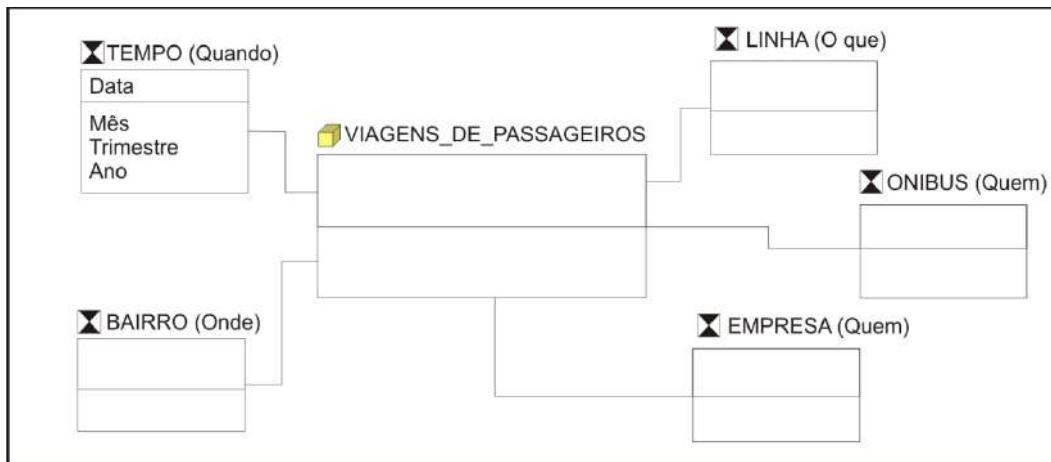 TEMPO (Quando)
Data
Mês
Trimestre
Ano
LINHA (O que)
VIAGENS_DE_PASSAGEIROS
ONIBUS (Quem)
BAIRRO (Onde)
EMPRESA (Quem)